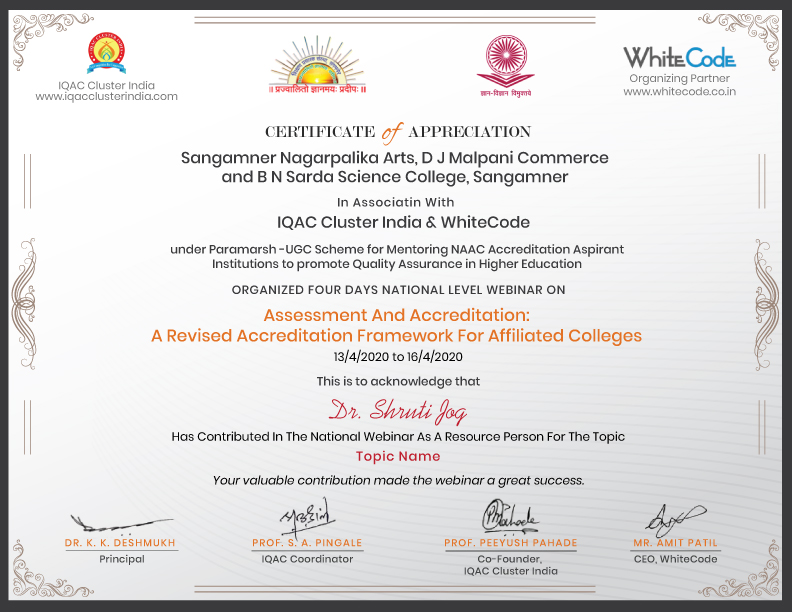 IQAC CLUSTER INDIA
IQAC Cluster India
www.iqacclusterindia.com
॥ प्रज्वालितो ज्ञानमयः प्रदीपः ॥
ज्ञान-विज्ञान विमुक्तये
WhiteCode
Organizing Partner
www.whitecode.co.in
CERTIFICATE of APPRECIATION
Sangamner Nagarpalika Arts, D J Malpani Commerce
and B N Sarda Science College, Sangamner
In Associatin With
IQAC Cluster India & WhiteCode
under Paramarsh -UGC Scheme for Mentoring NAAC Accreditation Aspirant
Institutions to promote Quality Assurance in Higher Education
ORGANIZED FOUR DAYS NATIONAL LEVEL WEBINAR ON
Assessment And Accreditation:
A Revised Accreditation Framework For Affiliated Colleges
13/4/2020 to 16/4/2020
This is to acknowledge that
Dr. Shruti Jog
Has Contributed In The National Webinar As A Resource Person For The Topic
Topic Name
Your valuable contribution made the webinar a great success.
DR. K. K. DESHMUKH
Principal
PROF. S. A. PINGALE
IQAC Coordinator
PROF. PEEYUSH PAHADE
Co-Founder,
IQAC Cluster India
MR. AMIT PATIL
CEO, WhiteCode